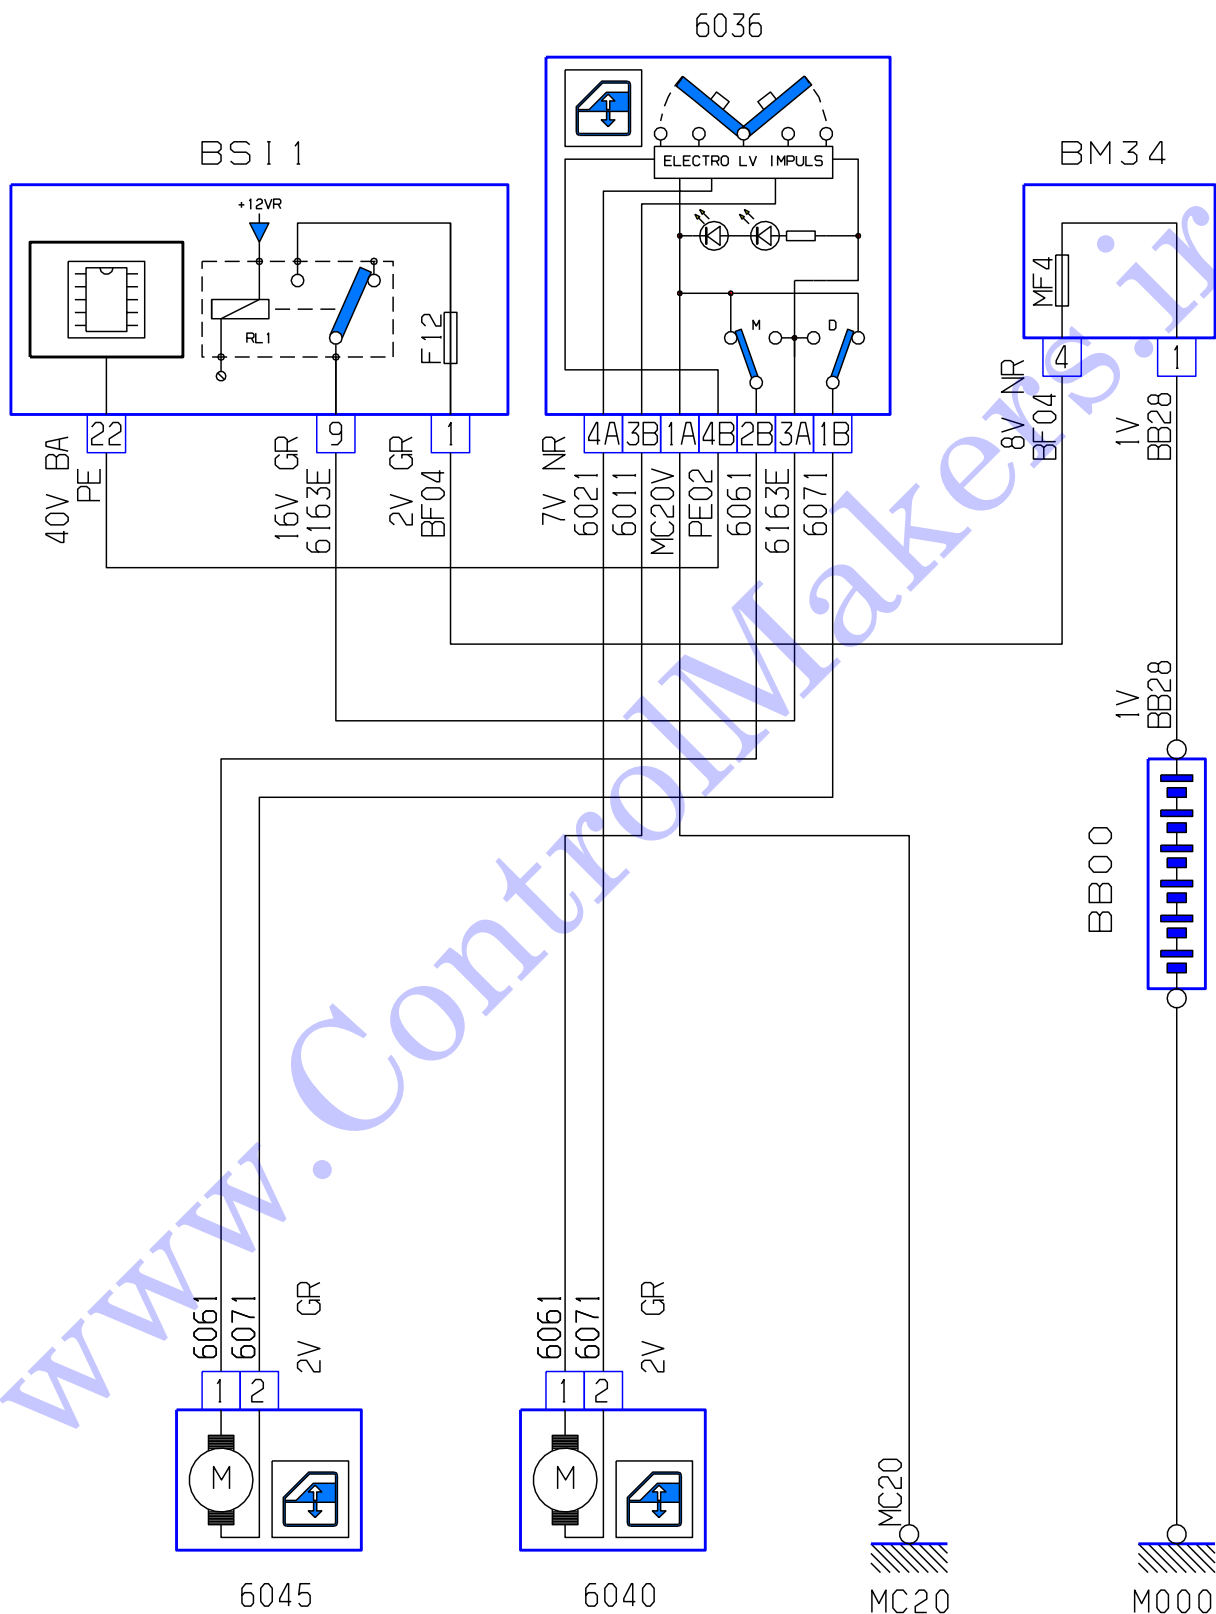 6036
BSI 1
BM34
ELECTRO LV IMPULS
+12VR
RL1
F12
M
D
MF4
22
9
1
4A
3B
1A
4B
2B
3A
1B
4
1
40V BA
PE
16V GR
6163E
2V GR
BF04
7V NR
6021
6011
MC20V
PE02
6061
6163E
6071
8V NR
BF04
1V
BB28
1V
BB28
BB00
6061
6071
2V GR
6061
6071
2V GR
1
2
1
2
M
M
MC20
6045
6040
MC20
M000
www.ControlMakers.ir